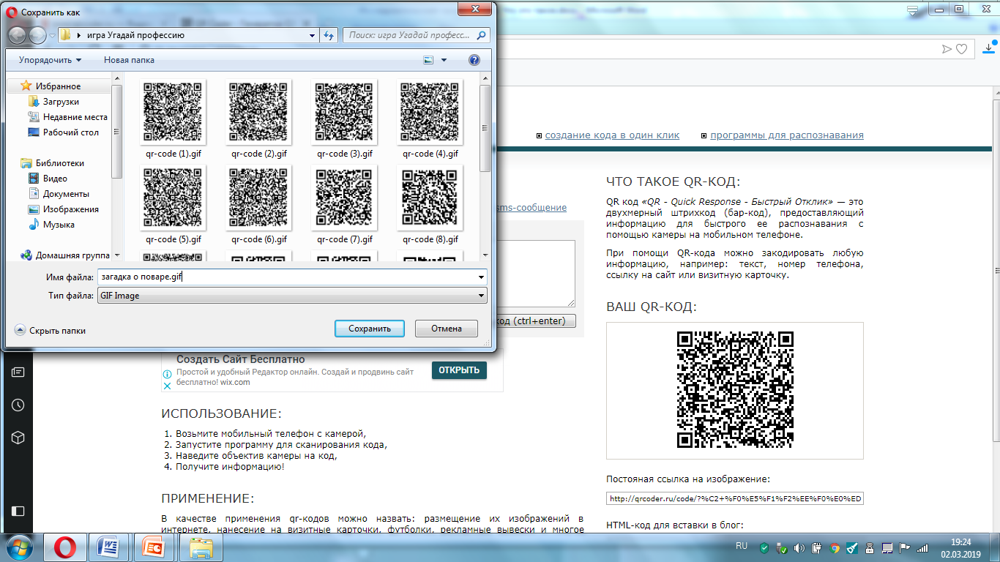 Сохранить как
игра Угадай профессию
Поиск: игра Угадай професс...
Упорядочить
Новая папка
Избранное
Загрузки
Недавние места
Рабочий стол
Библиотеки
Видео
Документы
Изображения
Музыка
Домашняя группа
qr-code (1).gif
qr-code (2).gif
qr-code (3).gif
qr-code (4).gif
qr-code (5).gif
qr-code (6).gif
qr-code (7).gif
qr-code (8).gif
Имя файла: загадка о поваре.gif
Тип файла: GIF Image
Скрыть папки
Сохранить
Отмена
создание кода в один клик
программы для распознавания
sms-сообщение
код (ctrl+enter)
Создать Сайт Бесплатно
Простой и удобный Редактор онлайн. Создай и продвинь сайт
бесплатно! wix.com
ОТКРЫТЬ
ИСПОЛЬЗОВАНИЕ:
1. Возьмите мобильный телефон с камерой,
2. Запустите программу для сканирования кода,
3. Наведите объектив камеры на код,
4. Получите информацию!
ПРИМЕНЕНИЕ:
В качестве применения qr-кодов можно назвать: размещение их изображений в
интернете, нанесение на визитные карточки, футболки, рекламные вывески и многое
ЧТО ТАКОЕ QR-КОД:
QR код «QR - Quick Response - Быстрый Отклик» — это
двухмерный штрихкод (бар-код), предоставляющий
информацию для быстрого ее распознавания с
помощью камеры на мобильном телефоне.
При помощи QR-кода можно закодировать любую
информацию, например: текст, номер телефона,
ссылку на сайт или визитную карточку.
ВАШ QR-КОД:
Постояная ссылка на изображение:
http://qrcoder.ru/code/?%C2+%F0%E5%F1%F2%EE%F0%E0%ED
HTML-код для вставки в блог:
RU
19:24
02.03.2019